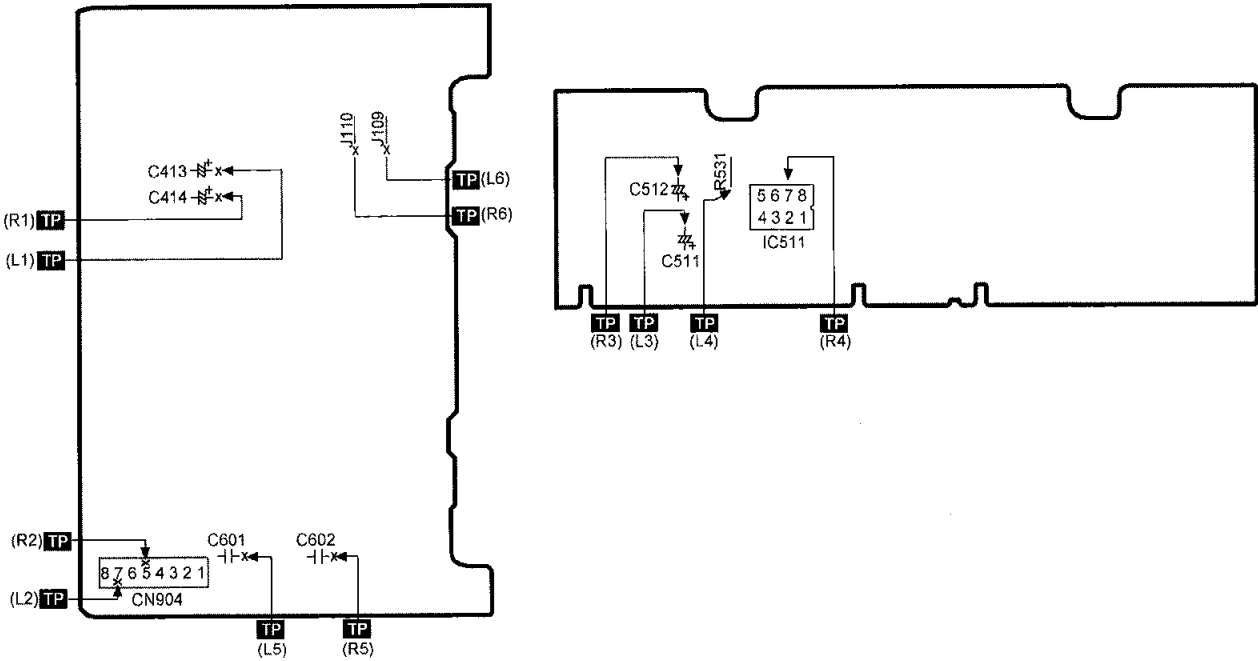 J110
J109
C413
C414
TP (L6)
TP (R6)
(R1) TP
(L1) TP
(R2) TP
C601
C602
8 7 6 5 4 3 2 1
CN904
(L2) TP
TP
(L5)
TP
(R5)
R531
C512
5 6 7 8
4 3 2 1
IC511
C511
TP
(R3)
TP
(L3)
TP
(L4)
TP
(R4)